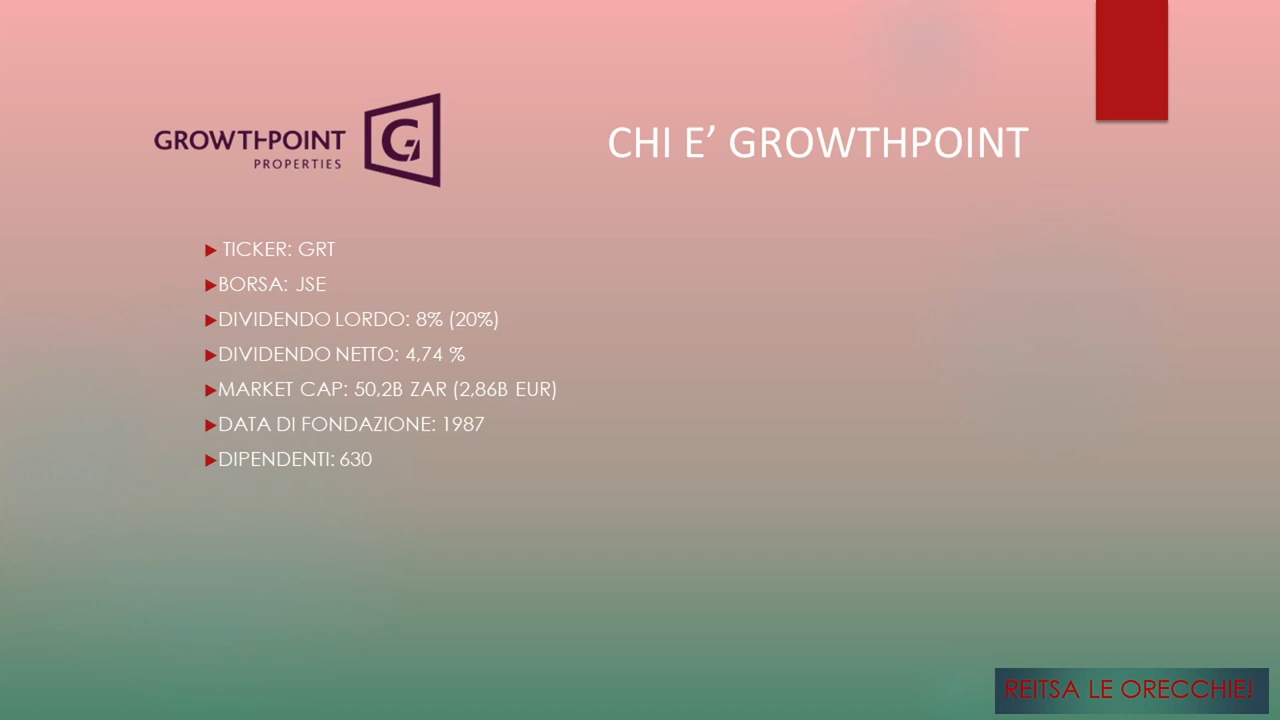 GROWTHPOINT
PROPERTIES
G
CHI E’ GROWTHPOINT
TICKER: GRT
BORSA: JSE
DIVIDENDO LORDO: 8% (20%)
DIVIDENDO NETTO: 4,74 %
MARKET CAP: 50,2B ZAR (2,86B EUR)
DATA DI FONDAZIONE: 1987
DIPENDENTI: 630
REITSA LE ORECCHIE!